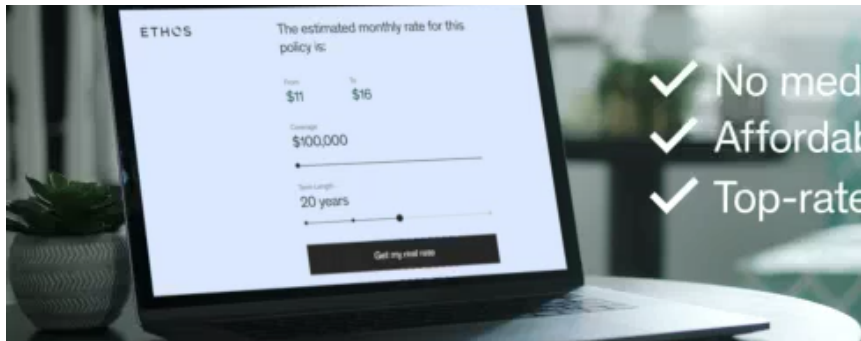 ETHOS
The estimated monthly rate for this
policy is:
From To
$11 $16
Coverage
$100,000
Term Length
20 years
Get my real rate
No med
Affordab
Top-rate